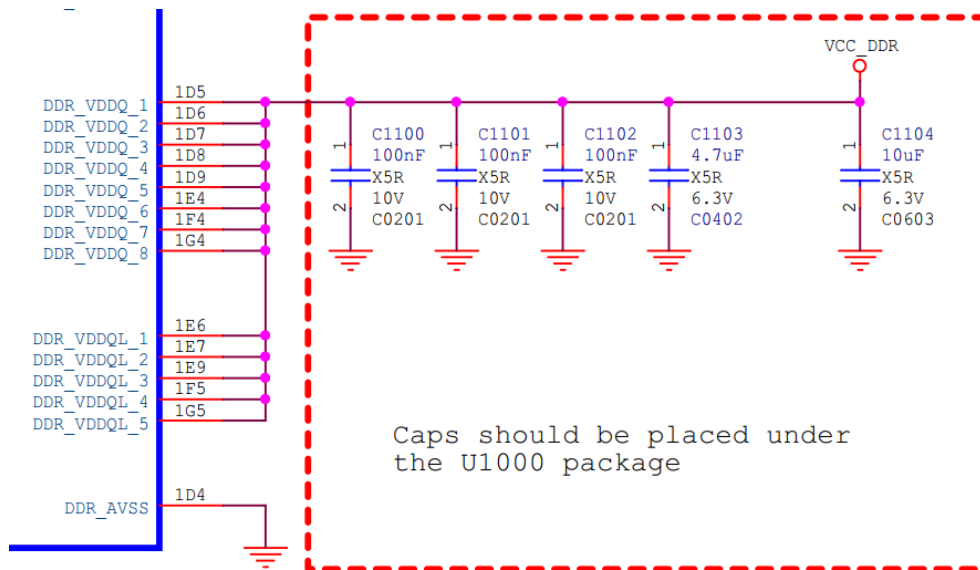 VCC_DDR
DDR_VDDQ_1 1D5
DDR_VDDQ_2 1D6
DDR_VDDQ_3 1D7
DDR_VDDQ_4 1D8
DDR_VDDQ_5 1D9
DDR_VDDQ_6 1E4
DDR_VDDQ_7 1F4
DDR_VDDQ_8 1G4
1 C1100
100nF
X5R
2 10V
C0201
1 C1101
100nF
X5R
2 10V
C0201
1 C1102
100nF
X5R
2 10V
C0201
1 C1103
4.7uF
X5R
2 6.3V
C0402
1 C1104
10uF
X5R
2 6.3V
C0603
DDR_VDDQL_1 1E6
DDR_VDDQL_2 1E7
DDR_VDDQL_3 1E9
DDR_VDDQL_4 1F5
DDR_VDDQL_5 1G5
Caps should be placed under
the U1000 package
DDR_AVSS 1D4